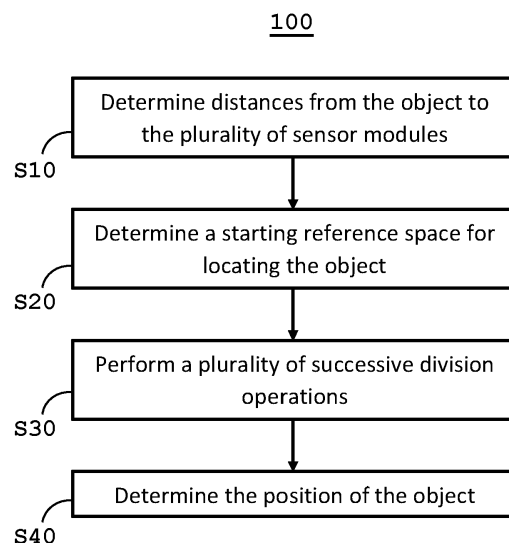 100
Determine distances from the object to
the plurality of sensor modules
S10
Determine a starting reference space for
locating the object
S20
Perform a plurality of successive division
operations
S30
Determine the position of the object
S40